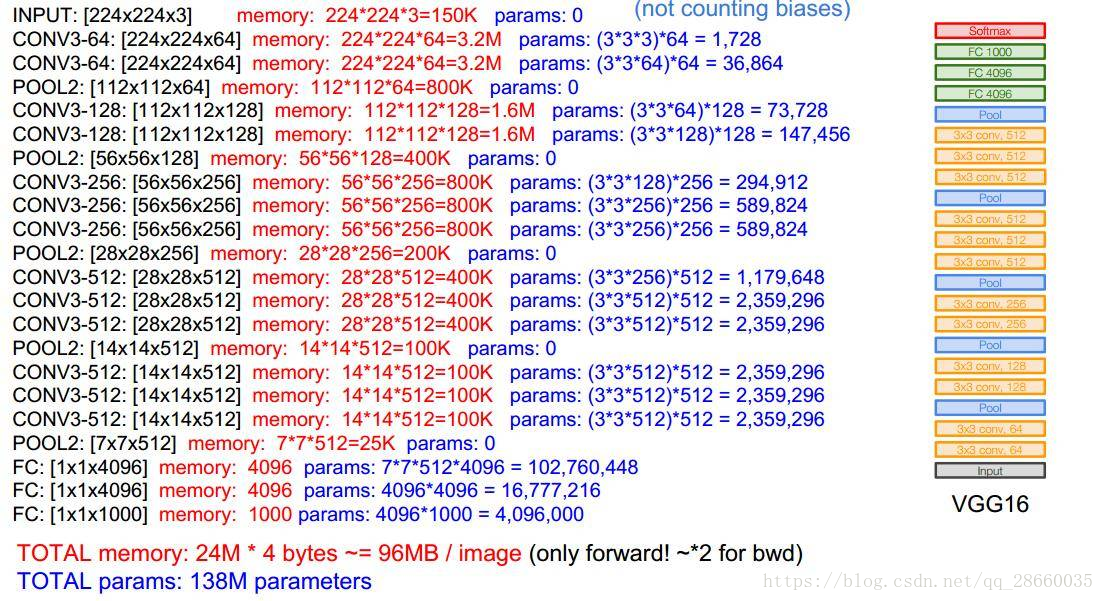 INPUT: [224x224x3] memory: 224*224*3=150K params: 0 (not counting biases)
CONV3-64: [224x224x64] memory: 224*224*64=3.2M params: (3*3*3)*64 = 1,728
CONV3-64: [224x224x64] memory: 224*224*64=3.2M params: (3*3*64)*64 = 36,864
POOL2: [112x112x64] memory: 112*112*64=800K params: 0
CONV3-128: [112x112x128] memory: 112*112*128=1.6M params: (3*3*64)*128 = 73,728
CONV3-128: [112x112x128] memory: 112*112*128=1.6M params: (3*3*128)*128 = 147,456
POOL2: [56x56x128] memory: 56*56*128=400K params: 0
CONV3-256: [56x56x256] memory: 56*56*256=800K params: (3*3*128)*256 = 294,912
CONV3-256: [56x56x256] memory: 56*56*256=800K params: (3*3*256)*256 = 589,824
CONV3-256: [56x56x256] memory: 56*56*256=800K params: (3*3*256)*256 = 589,824
POOL2: [28x28x256] memory: 28*28*256=200K params: 0
CONV3-512: [28x28x512] memory: 28*28*512=400K params: (3*3*256)*512 = 1,179,648
CONV3-512: [28x28x512] memory: 28*28*512=400K params: (3*3*512)*512 = 2,359,296
CONV3-512: [28x28x512] memory: 28*28*512=400K params: (3*3*512)*512 = 2,359,296
POOL2: [14x14x512] memory: 14*14*512=100K params: 0
CONV3-512: [14x14x512] memory: 14*14*512=100K params: (3*3*512)*512 = 2,359,296
CONV3-512: [14x14x512] memory: 14*14*512=100K params: (3*3*512)*512 = 2,359,296
CONV3-512: [14x14x512] memory: 14*14*512=100K params: (3*3*512)*512 = 2,359,296
POOL2: [7x7x512] memory: 7*7*512=25K params: 0
FC: [1x1x4096] memory: 4096 params: 7*7*512*4096 = 102,760,448
FC: [1x1x4096] memory: 4096 params: 4096*4096 = 16,777,216
FC: [1x1x1000] memory: 1000 params: 4096*1000 = 4,096,000
TOTAL memory: 24M * 4 bytes ~= 96MB / image (only forward! ~*2 for bwd)
TOTAL params: 138M parameters
Softmax
FC 1000
FC 4096
FC 4096
Pool
3x3 conv, 512
3x3 conv, 512
3x3 conv, 512
Pool
3x3 conv, 512
3x3 conv, 512
3x3 conv, 512
Pool
3x3 conv, 256
3x3 conv, 256
Pool
3x3 conv, 128
3x3 conv, 128
Pool
3x3 conv, 64
3x3 conv, 64
Input
VGG16
https://blog.csdn.net/qq_28660035